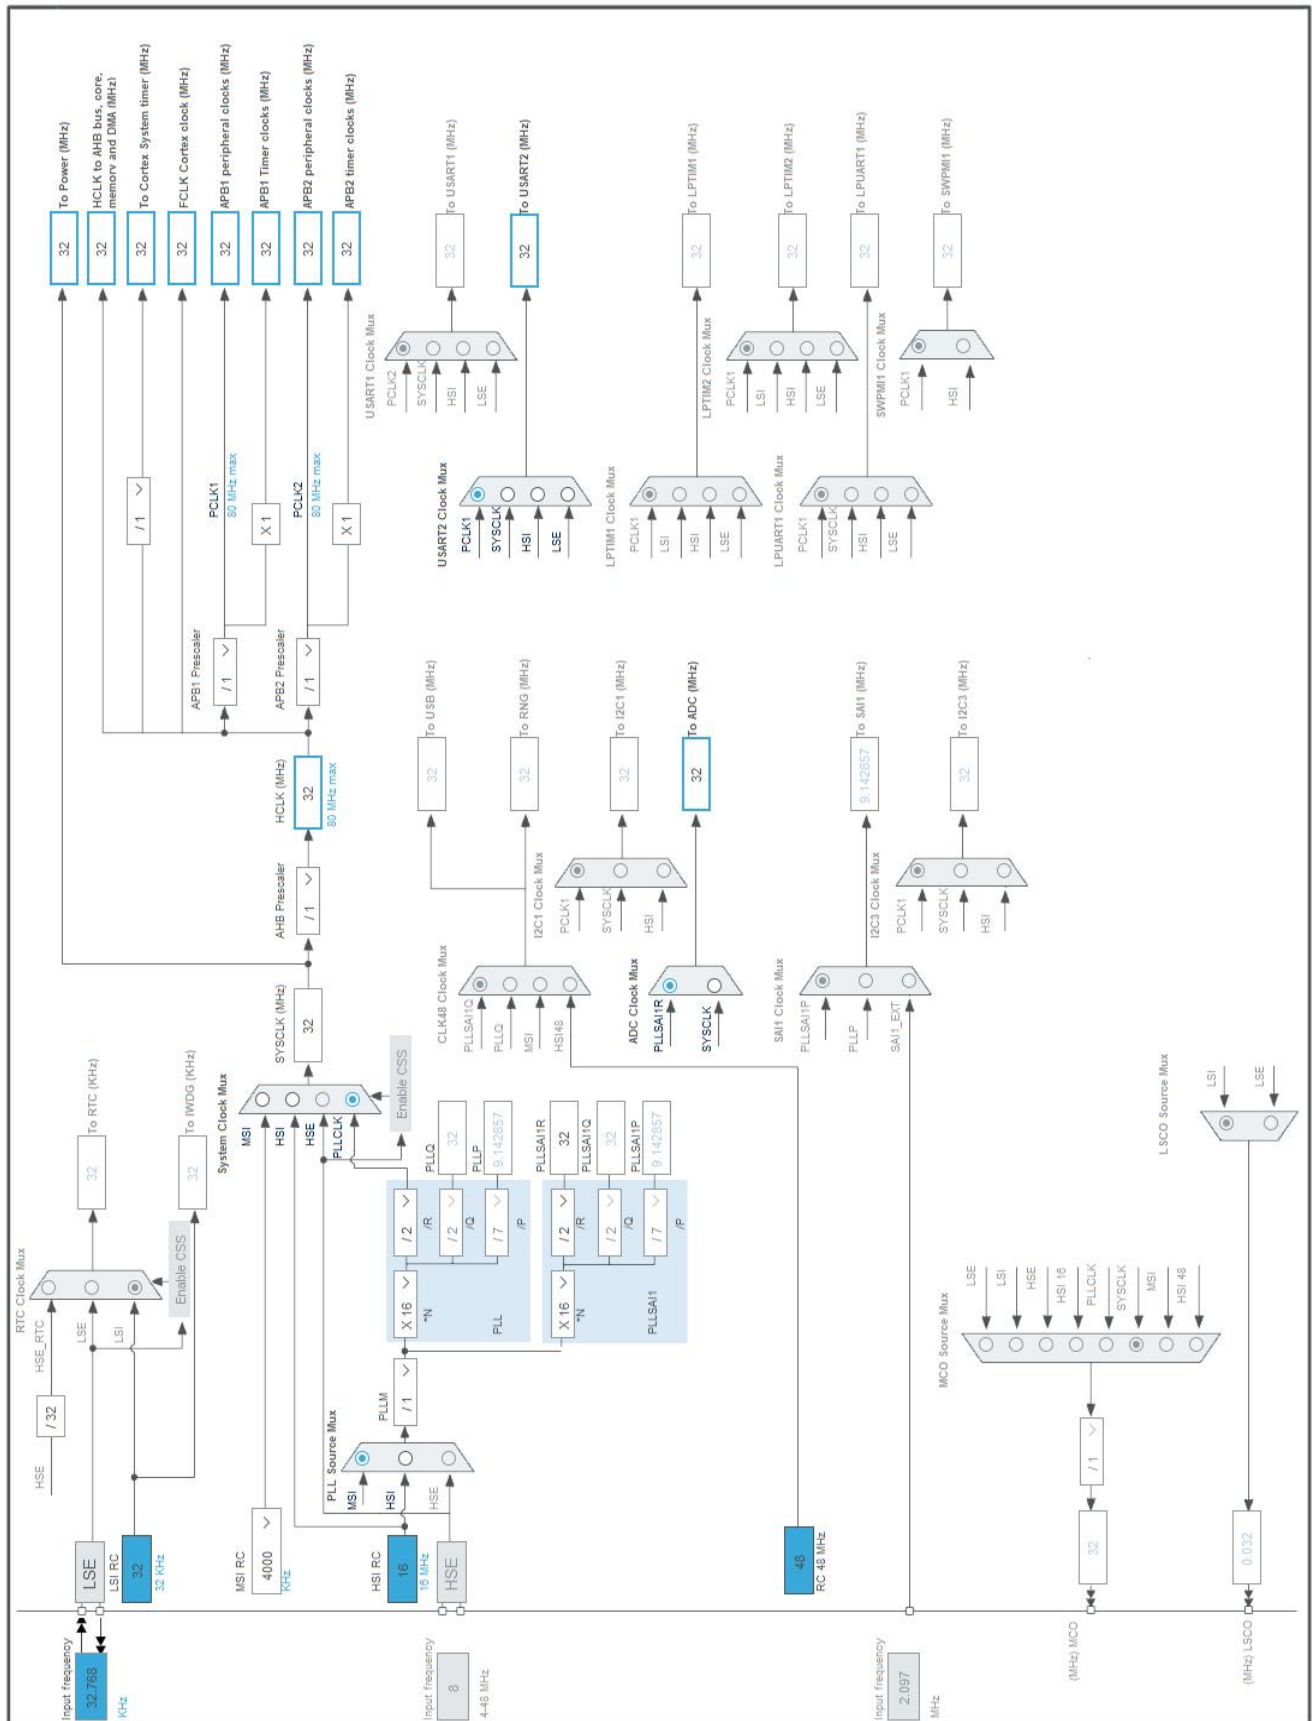 Input frequency
32.768
KHz
LSE
LSI RC
32
32 KHz
HSE
/ 32
HSE_RTC
LSE
LSI
RTC Clock Mux
Enable CSS
32
To RTC (KHz)
32
To IWDG (KHz)
MSI RC
4000
KHz
HSI RC
16
16 MHz
Input frequency
8
4-48 MHz
HSE
PLL Source Mux
MSI
HSI
HSE
PLLM
/ 1
X 16
*N
PLL
/ 2
/R
/ 2
/Q
/ 7
/P
PLLQ
32
PLLP
9.142857
X 16
*N
PLLSAI1
/ 2
/R
/ 2
/Q
/ 7
/P
PLLSAI1R
32
PLLSAI1Q
32
PLLSAI1P
9.142857
System Clock Mux
MSI
HSI
HSE
PLLCLK
Enable CSS
SYSCLK (MHz)
32
AHB Prescaler
/ 1
HCLK (MHz)
32
80 MHz max
APB1 Prescaler
/ 1
APB2 Prescaler
/ 1
/ 1
PCLK1
80 MHz max
X 1
PCLK2
80 MHz max
X 1
32
To Power (MHz)
32
HCLK to AHB bus, core,
memory and DMA (MHz)
32
To Cortex System timer (MHz)
32
FCLK Cortex clock (MHz)
32
APB1 peripheral clocks (MHz)
32
APB1 Timer clocks (MHz)
32
APB2 peripheral clocks (MHz)
32
APB2 timer clocks (MHz)
CLK48 Clock Mux
PLLSAI1Q
PLLQ
MSI
HSI48
32
To USB (MHz)
32
To RNG (MHz)
48
RC 48 MHz
I2C1 Clock Mux
PCLK1
SYSCLK
HSI
32
To I2C1 (MHz)
ADC Clock Mux
PLLSAI1R
SYSCLK
32
To ADC (MHz)
SAI1 Clock Mux
PLLSAI1P
PLLP
SAI1_EXT
9.142857
To SAI1 (MHz)
I2C3 Clock Mux
PCLK1
SYSCLK
HSI
32
To I2C3 (MHz)
USART1 Clock Mux
PCLK2
SYSCLK
HSI
LSE
32
To USART1 (MHz)
USART2 Clock Mux
PCLK1
SYSCLK
HSI
LSE
32
To USART2 (MHz)
LPTIM1 Clock Mux
PCLK1
LSI
HSI
LSE
32
To LPTIM1 (MHz)
LPTIM2 Clock Mux
PCLK1
LSI
HSI
LSE
32
To LPTIM2 (MHz)
LPUART1 Clock Mux
PCLK1
SYSCLK
HSI
LSE
32
To LPUART1 (MHz)
SWPMI1 Clock Mux
PCLK1
HSI
32
To SWPMI1 (MHz)
Input frequency
2.097
MHz
MCO Source Mux
LSE
LSI
HSE
HSI 16
PLLCLK
SYSCLK
MSI
HSI 48
/ 1
32
(MHz) MCO
LSCO Source Mux
LSI
LSE
0.032
(MHz) LSCO